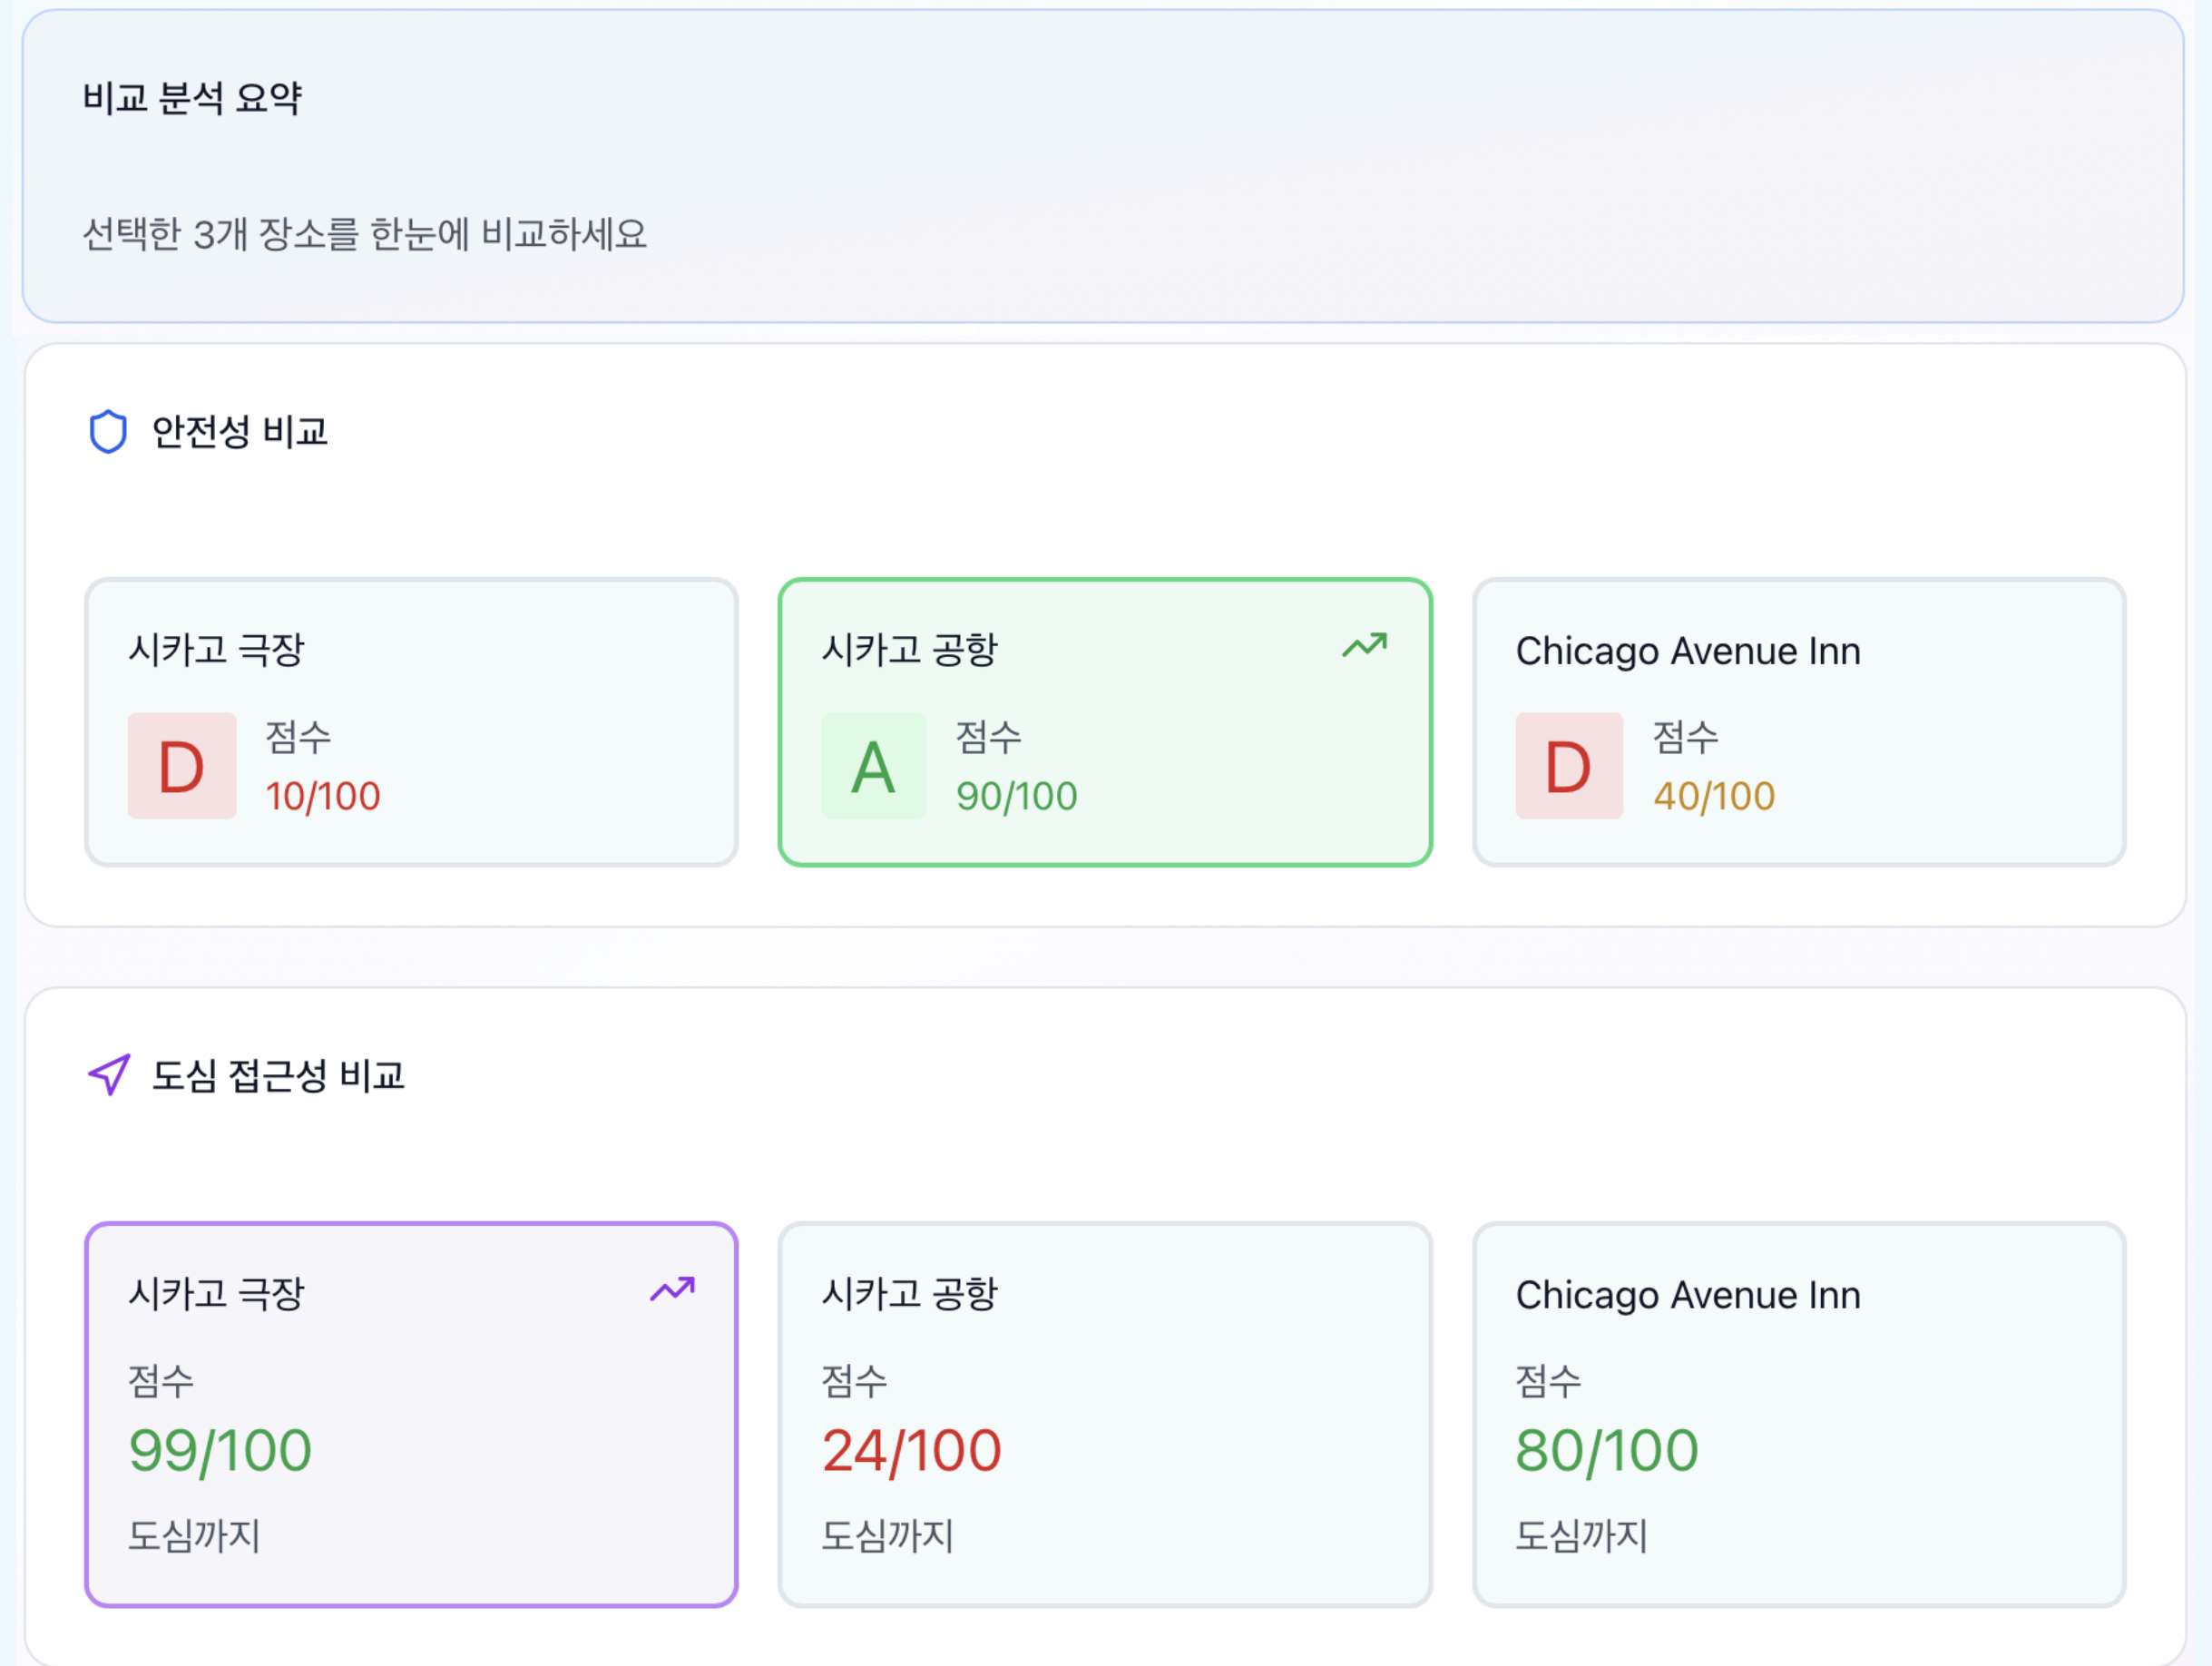 비교 분석 요약
선택한 3개 장소를 한눈에 비교하세요
안전성 비교
시카고 극장
D
점수
10/100
시카고 공항
A
점수
90/100
Chicago Avenue Inn
D
점수
40/100
도심 접근성 비교
시카고 극장
점수
99/100
도심까지
시카고 공항
점수
24/100
도심까지
Chicago Avenue Inn
점수
80/100
도심까지